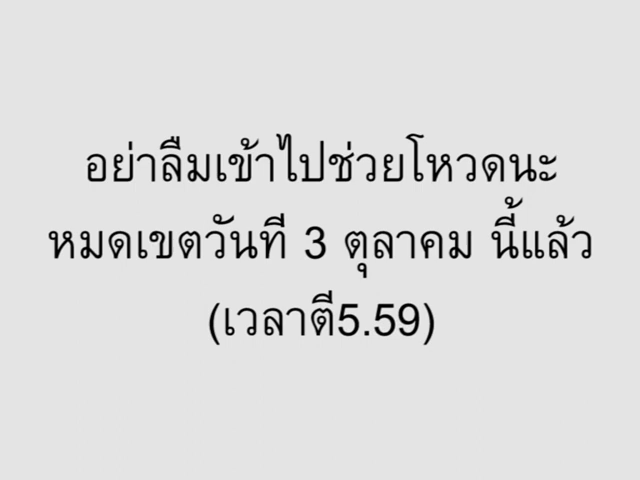 อย่าลืมเข้าไปช่วยโหวดนะ
หมดเขตวันที 3 ตุลาคม นี้แล้ว
(เวลาตี5.59)